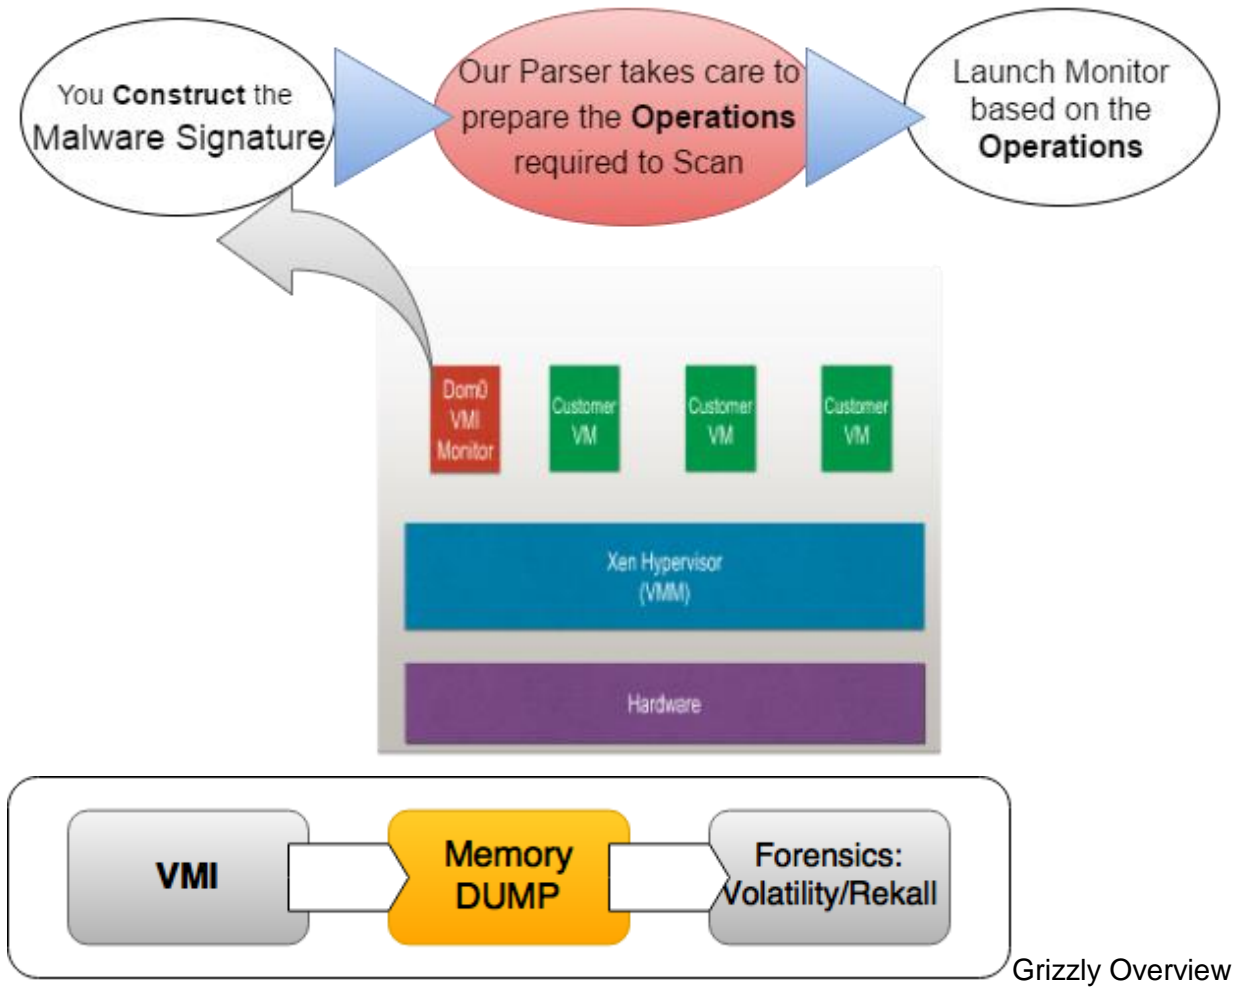 You Construct the
Malware Signature
Our Parser takes care to
prepare the Operations
required to Scan
Launch Monitor
based on the
Operations
Dom0
VMI
Monitor
Customer
VM
Customer
VM
Customer
VM
Xen Hypervisor
(VMM)
Hardware
VMI
Memory
DUMP
Forensics:
Volatility/Rekall
Grizzly Overview